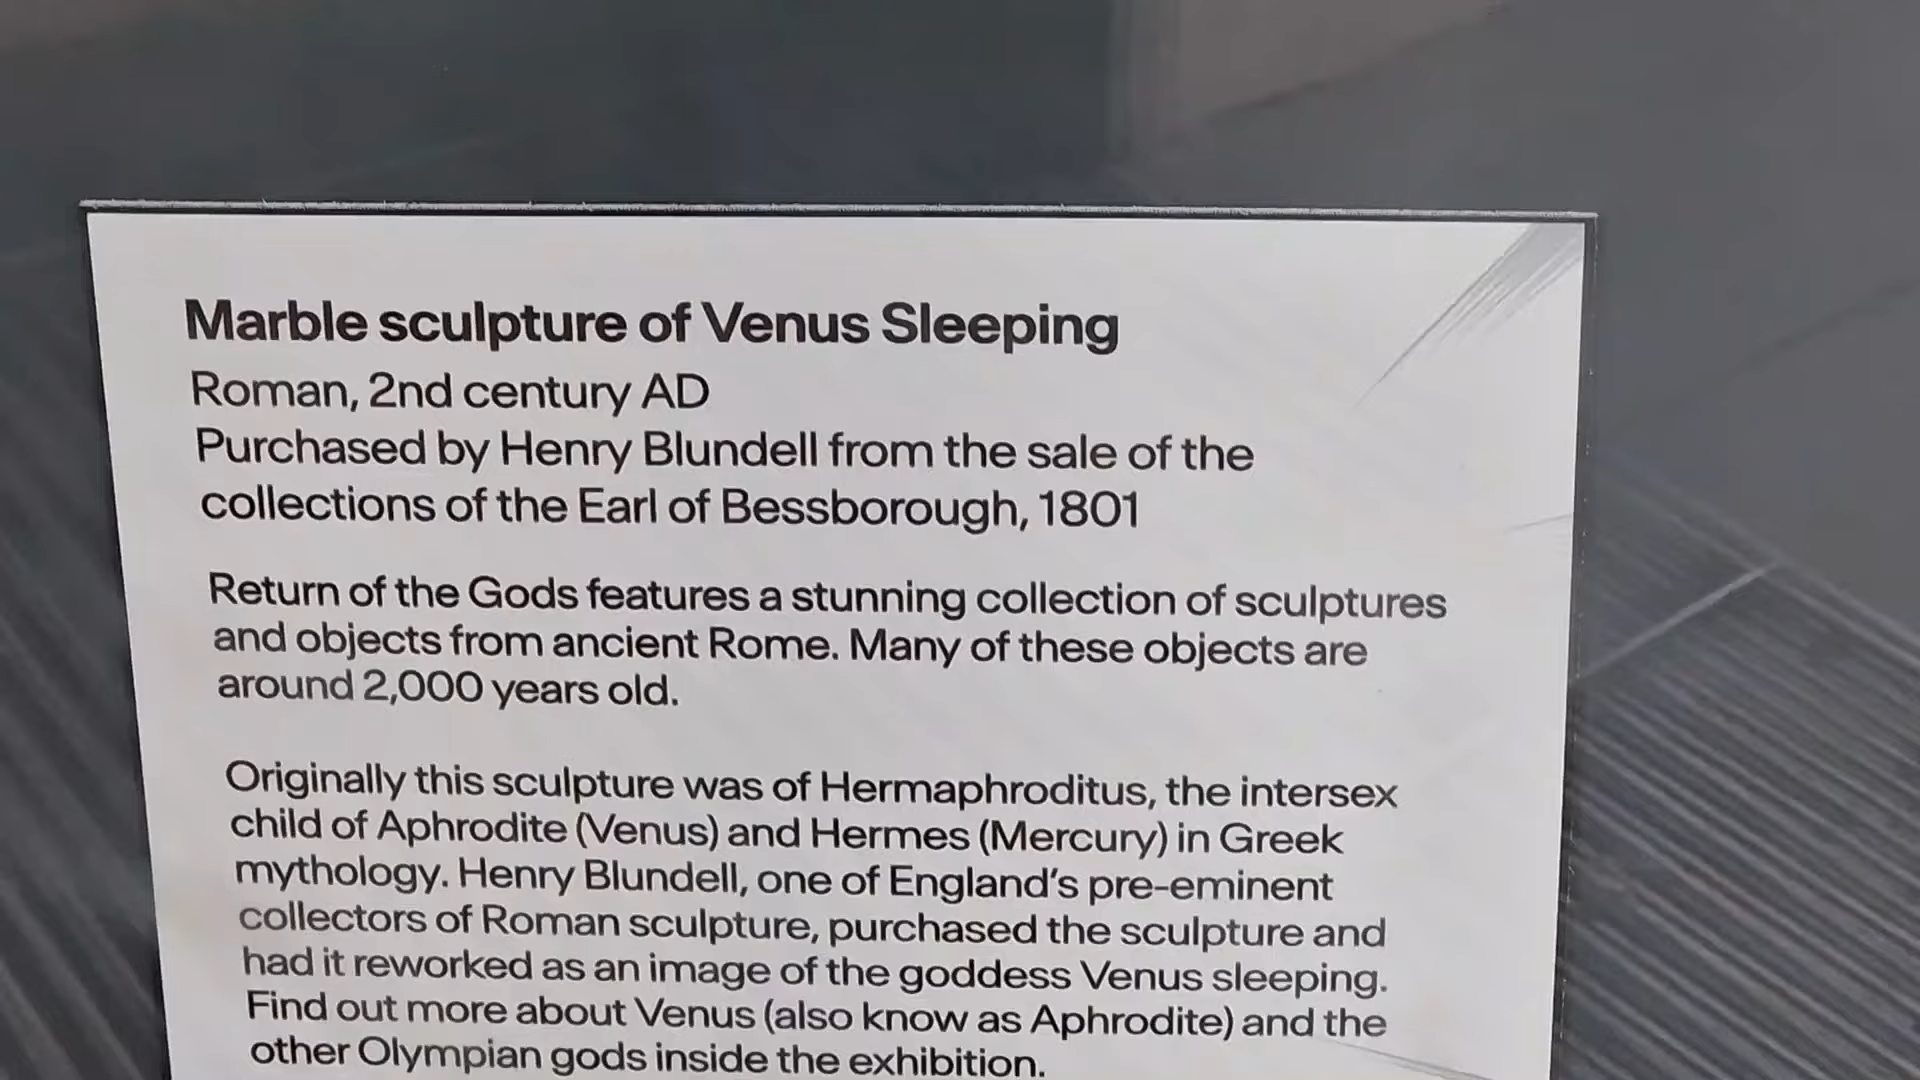 Marble sculpture of Venus Sleeping
Roman, 2nd century AD
Purchased by Henry Blundell from the sale of the
collections of the Earl of Bessborough, 1801
Return of the Gods features a stunning collection of sculptures
and objects from ancient Rome. Many of these objects are
around 2,000 years old.
Originally this sculpture was of Hermaphroditus, the intersex
child of Aphrodite (Venus) and Hermes (Mercury) in Greek
mythology. Henry Blundell, one of England's pre-eminent
collectors of Roman sculpture, purchased the sculpture and
had it reworked as an image of the goddess Venus sleeping.
Find out more about Venus (also know as Aphrodite) and the
other Olympian gods inside the exhibition.